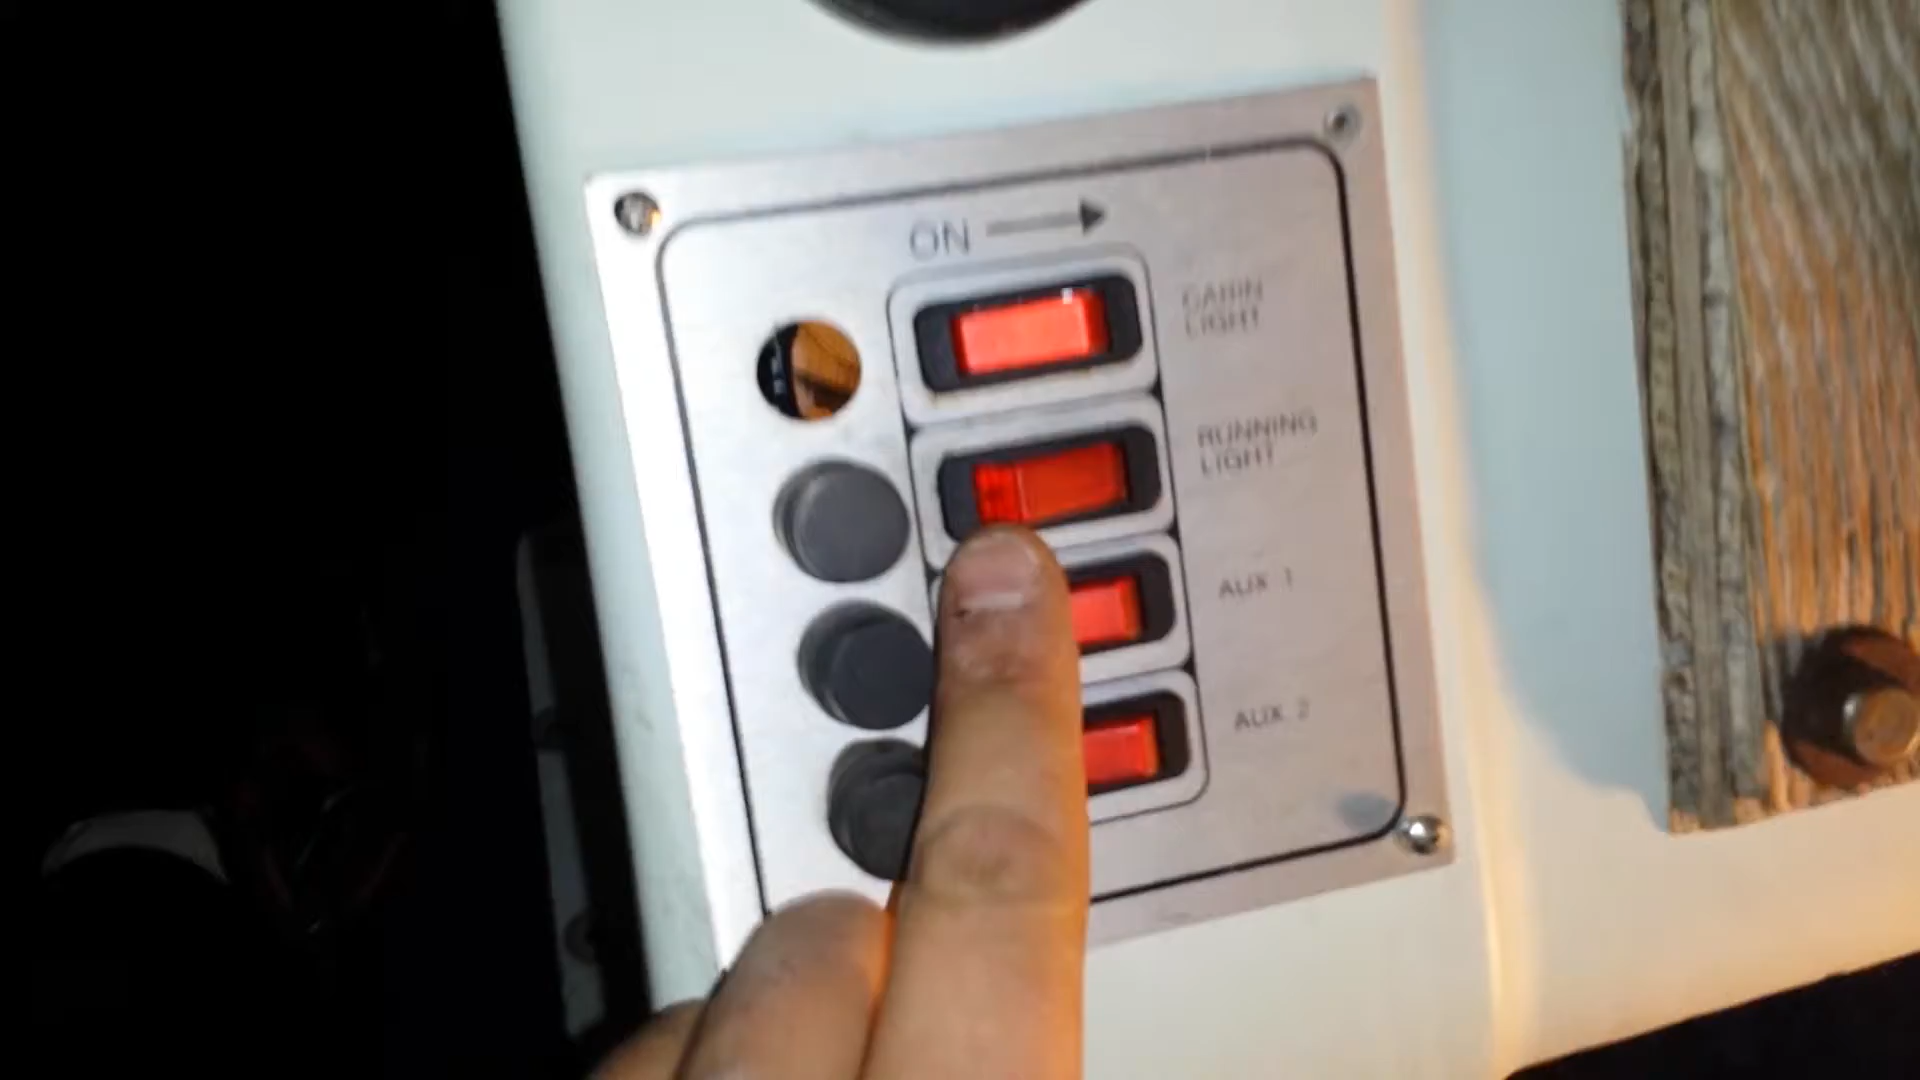 ON
CABIN
LIGHT
RUNNING
LIGHT
AUX 1
AUX 2